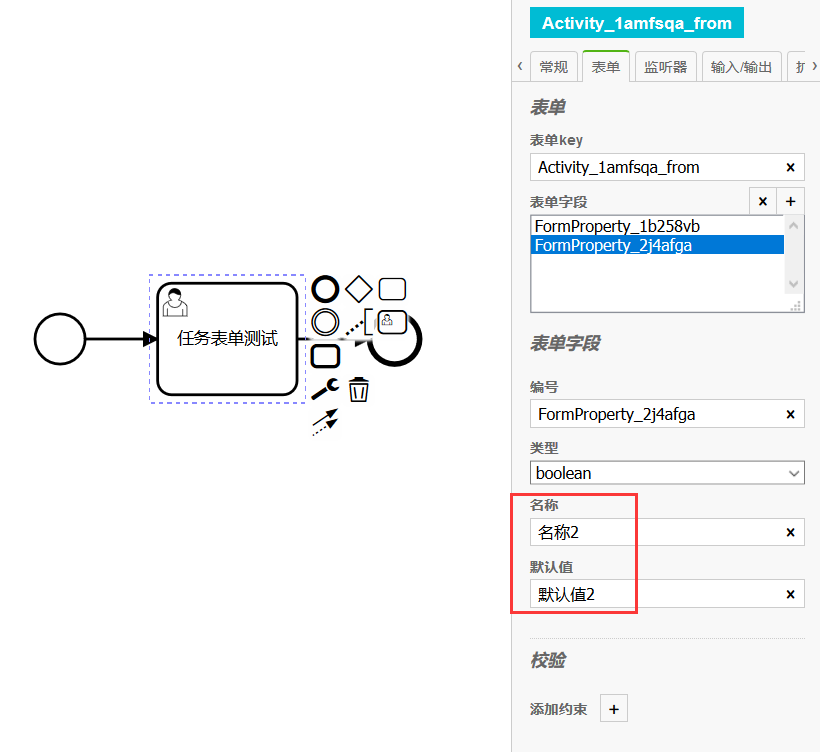 Activity_1amfsqa_from
常规
表单
监听器
输入/输出
表单
表单key
Activity_1amfsqa_from
表单字段
FormProperty_1b258vb
FormProperty_2j4afga
任务表单测试
表单字段
编号
FormProperty_2j4afga
类型
boolean
名称
名称2
默认值
默认值2
校验
添加约束